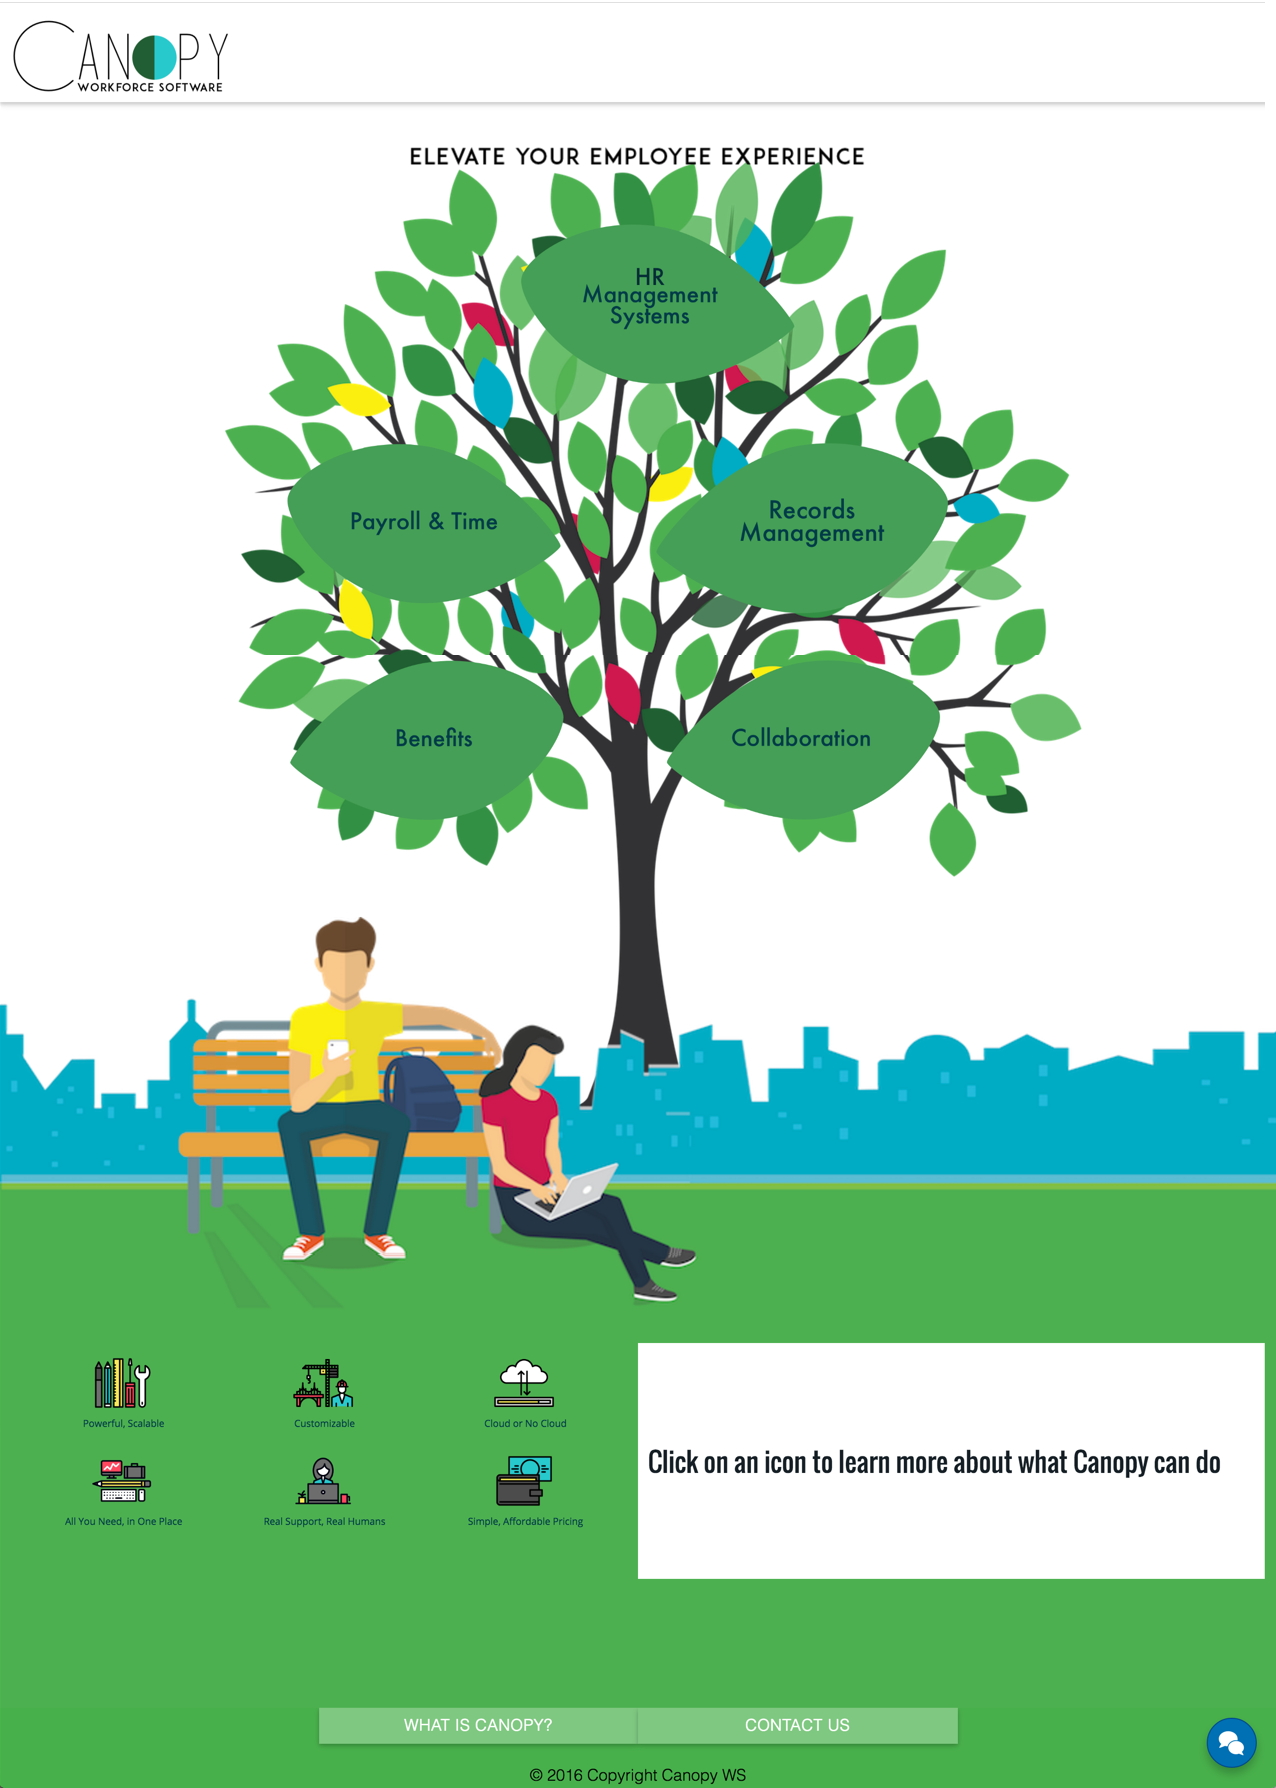 CANOPY
WORKFORCE SOFTWARE
ELEVATE YOUR EMPLOYEE EXPERIENCE
HR
Management
Systems
Payroll & Time
Records
Management
Benefits
Collaboration
Powerful, Scalable
Customizable
Cloud or No Cloud
All You Need, in One Place
Real Support, Real Humans
Simple, Affordable Pricing
Click on an icon to learn more about what Canopy can do
WHAT IS CANOPY?
CONTACT US
© 2016 Copyright Canopy WS